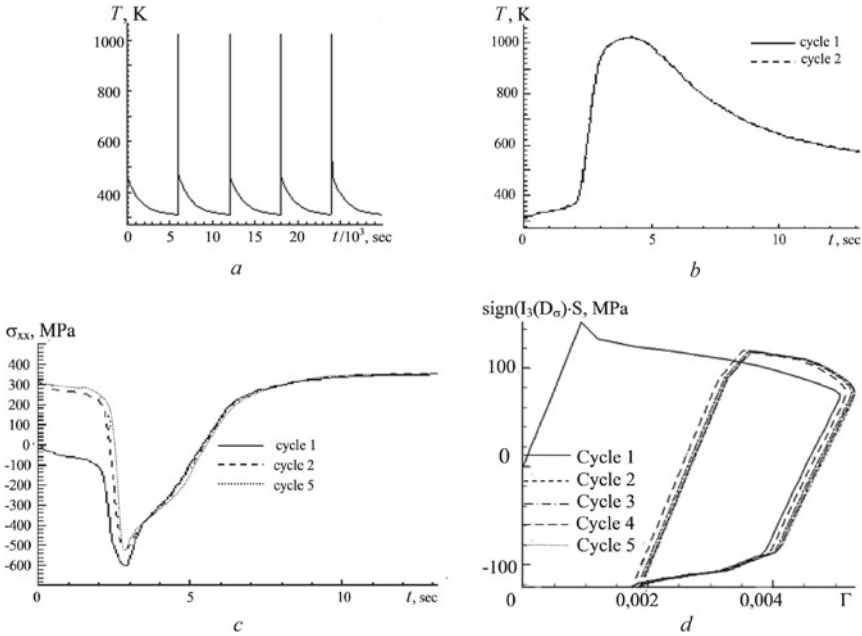 T, K
1000
800
600
400
0
6
10
20
t/10³, sec
a
T, K
1000
800
600
400
0
5
10
t, sec
cycle 1
cycle 2
b
σxx, MPa
400
300
200
100
0
-100
-200
-300
-400
-500
-600
0
10
t, sec
cycle 1
cycle 2
cycle 5
c
sign(I₃(Dσ)·S, MPa
100
0
-100
Cycle 1
Cycle 2
Cycle 3
Cycle 4
Cycle 5
0
0,002
0,004
Γ
d